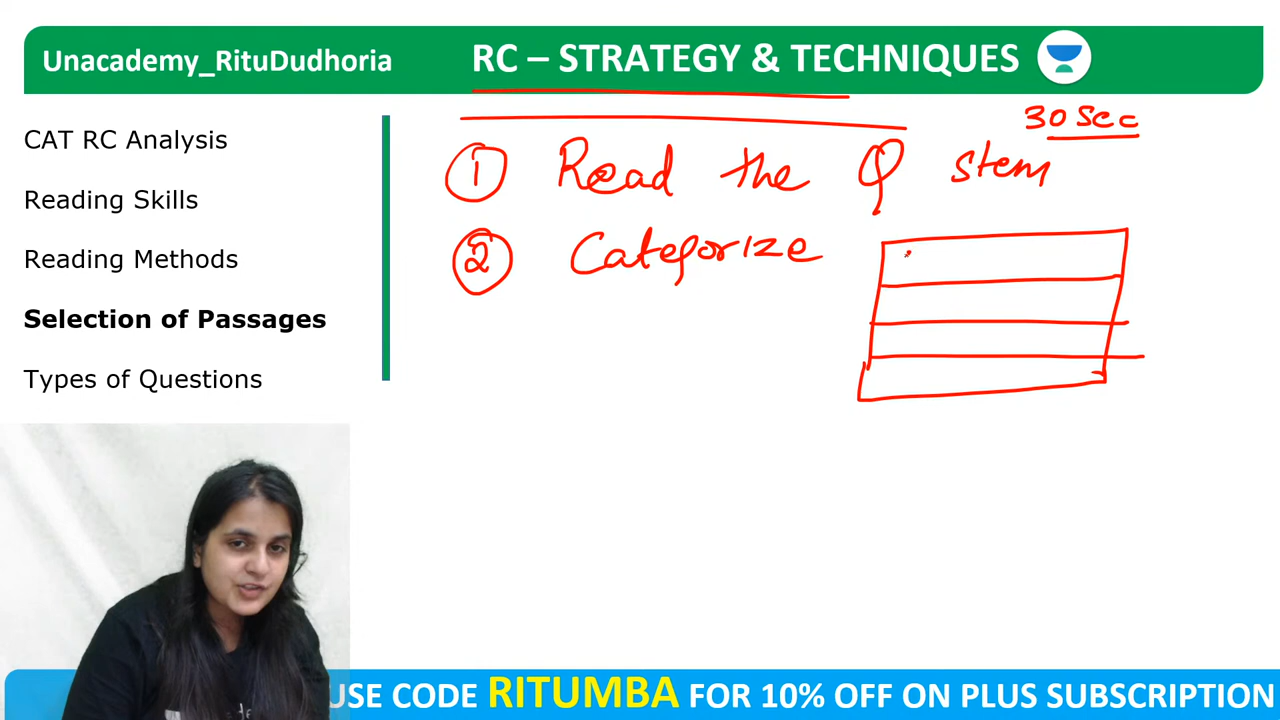 Unacademy_RituDudhoria
RC – STRATEGY & TECHNIQUES
CAT RC Analysis
Reading Skills
Reading Methods
Selection of Passages
Types of Questions
30 Sec
1 Read the Q stem
2 Categorize
USE CODE RITUMBA FOR 10% OFF ON PLUS SUBSCRIPTION